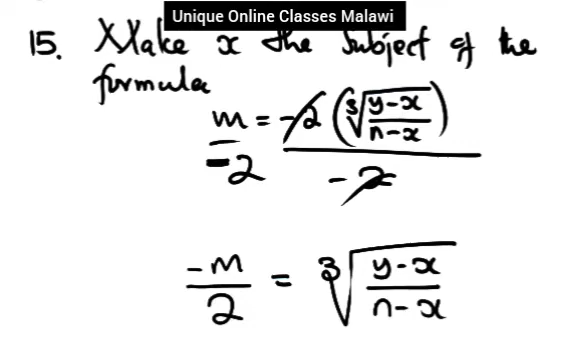 Unique Online Classes Malawi
15. Make x the subject of the
formula
m = -2 (∛((y-x)/(n-x)))
-2 -2
-m/2 = ∛((y-x)/(n-x))